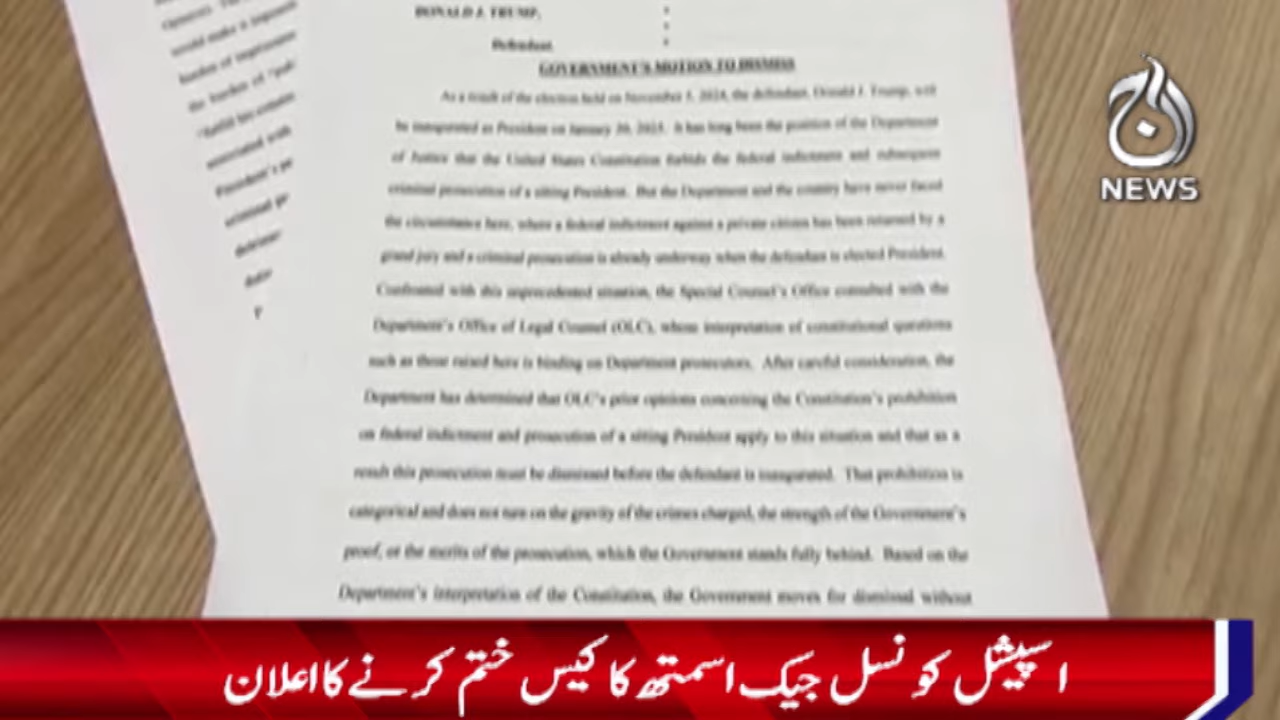 DONALD J. TRUMP,
Defendant.
GOVERNMENT'S MOTION TO DISMISS
As a result of the election held on November 5, 2024, the defendant, Donald J. Trump, will
be inaugurated as President on January 20, 2025. It has long been the position of the Department
of Justice that the United States Constitution forbids the federal indictment and subsequent
criminal prosecution of a sitting President. But the Department and the country have never faced
the circumstance here, where a federal indictment against a private citizen has been returned by a
grand jury and a criminal prosecution is already underway when the defendant is elected President.
Confronted with this unprecedented situation, the Special Counsel's Office consulted with the
Department's Office of Legal Counsel (OLC), whose interpretation of constitutional questions
such as those raised here is binding on Department prosecutors. After careful consideration, the
Department has determined that OLC's prior opinions concerning the Constitution's prohibition
on federal indictment and prosecution of a sitting President apply to this situation and that as a
result this prosecution must be dismissed before the defendant is inaugurated. That prohibition is
categorical and does not turn on the gravity of the crimes charged, the strength of the Government's
proof, or the merits of the prosecution, which the Government stands fully behind. Based on the
Department's interpretation of the Constitution, the Government moves for dismissal without
آج
NEWS
اسپیشل کونسل جیک اسمتھ کا کیس ختم کرنے کا اعلان